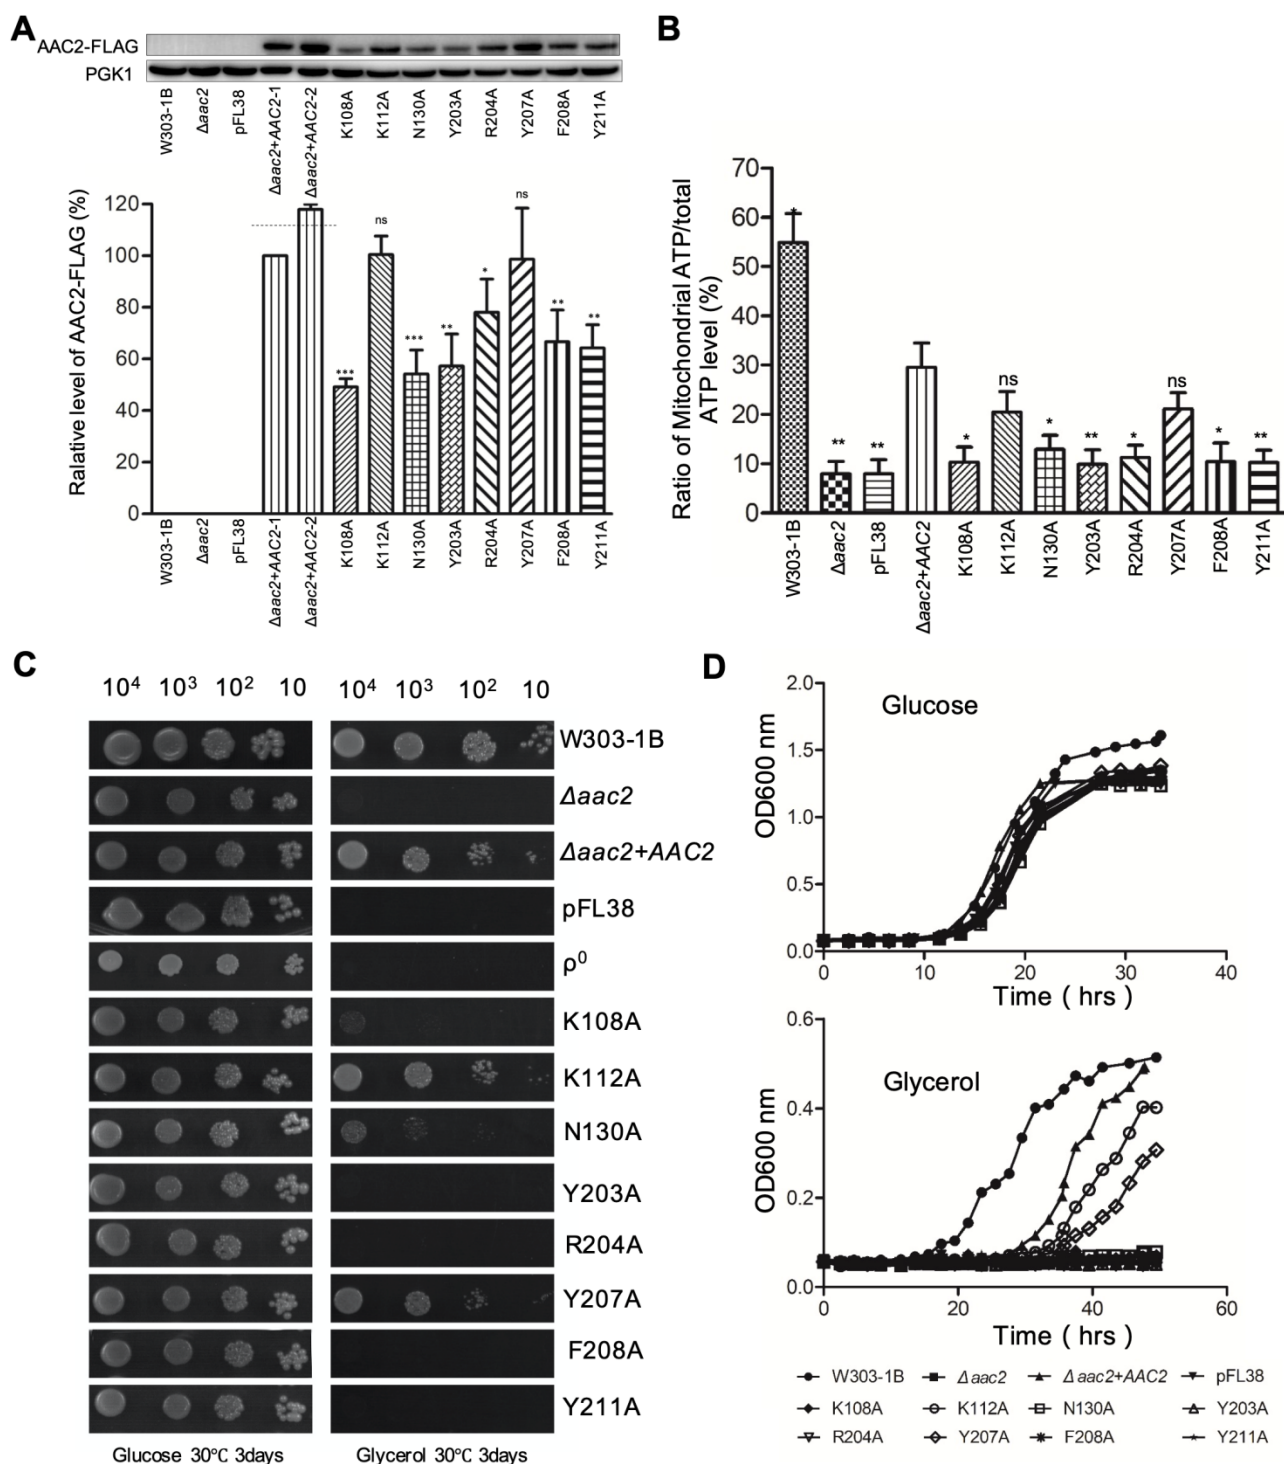 A
AAC2-FLAG
PGK1
W303-1B
Δaac2
pFL38
Δaac2+AAC2-1
Δaac2+AAC2-2
K108A
K112A
N130A
Y203A
R204A
Y207A
F208A
Y211A
Ralative level of AAC2-FLAG (%)
120
100
80
60
40
20
0
***
ns
***
**
*
ns
**
**
W303-1B
Δaac2
pFL38
Δaac2+AAC2-1
Δaac2+AAC2-2
K108A
K112A
N130A
Y203A
R204A
Y207A
F208A
Y211A
B
Ratio of Mitochondrial ATP/total
ATP level (%)
70
60
50
40
30
20
10
0
*
**
**
*
ns
*
**
*
ns
*
**
W303-1B
Δaac2
pFL38
Δaac2+AAC2
K108A
K112A
N130A
Y203A
R204A
Y207A
F208A
Y211A
C
10⁴ 10³ 10² 10 10⁴ 10³ 10² 10
W303-1B
Δaac2
Δaac2+AAC2
pFL38
ρ⁰
K108A
K112A
N130A
Y203A
R204A
Y207A
F208A
Y211A
Glucose 30℃ 3days Glycerol 30℃ 3days
D
Glucose
OD600 nm
2.0
1.5
1.0
0.5
0.0
0 10 20 30 40
Time ( hrs )
Glycerol
OD600 nm
0.6
0.4
0.2
0.0
0 20 40 60
Time ( hrs )
W303-1B Δaac2 Δaac2+AAC2 pFL38
K108A K112A N130A Y203A
R204A Y207A F208A Y211A